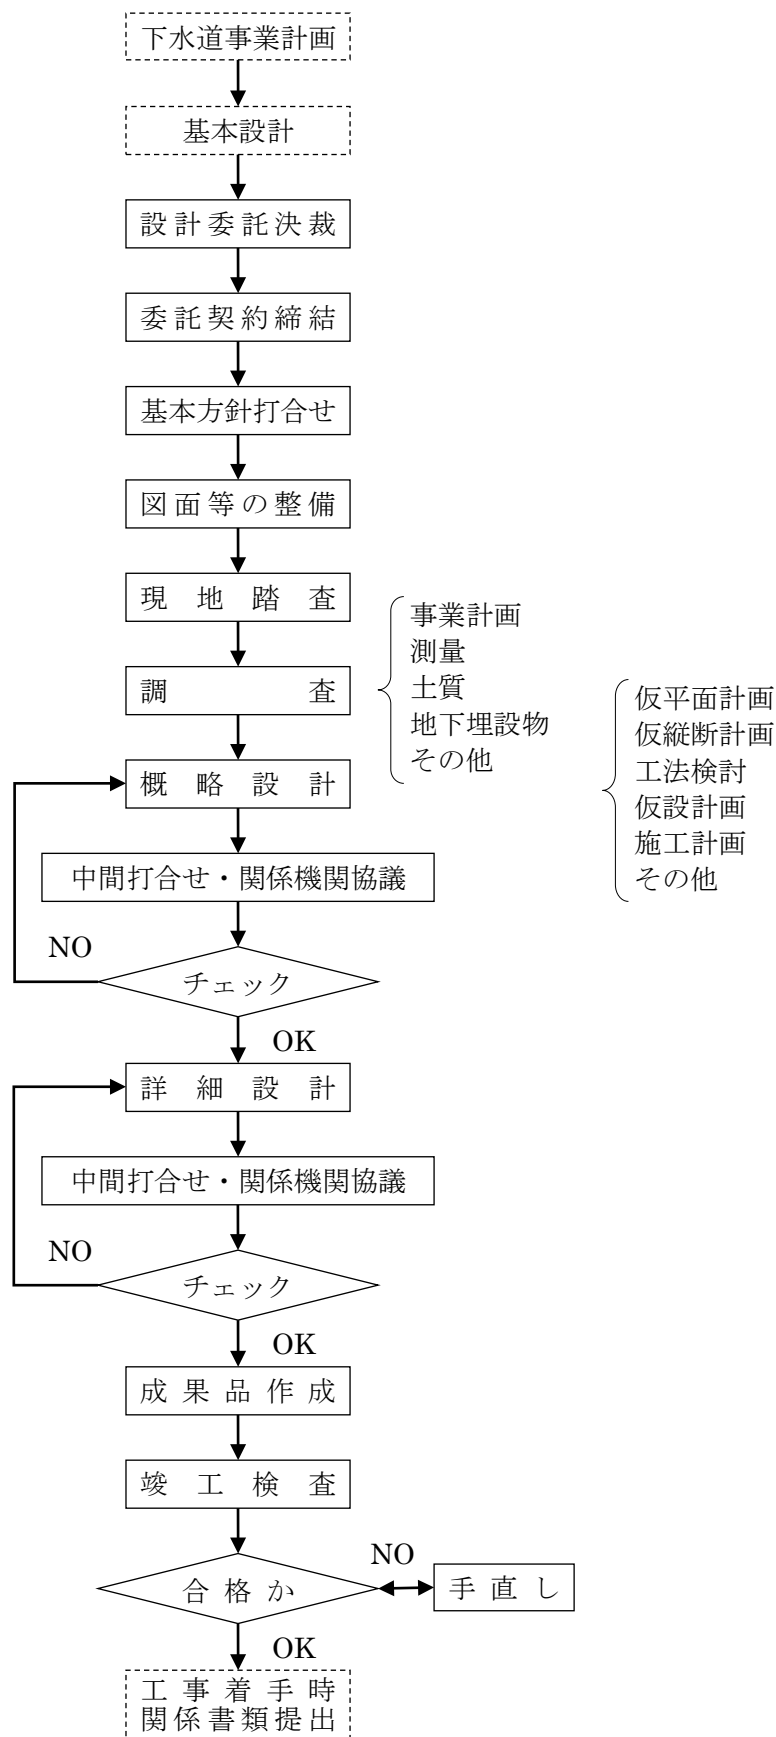 下水道事業計画
基本設計
設計委託決裁
委託契約締結
基本方針打合せ
図面等の整備
現地踏査
調査
事業計画
測量
土質
地下埋設物
その他
概略設計
仮平面計画
仮縦断計画
工法検討
仮設計画
施工計画
その他
中間打合せ・関係機関協議
NO
チェック
OK
詳細設計
中間打合せ・関係機関協議
NO
チェック
OK
成果品作成
竣工検査
合格か
NO
手直し
OK
工事着手時
関係書類提出